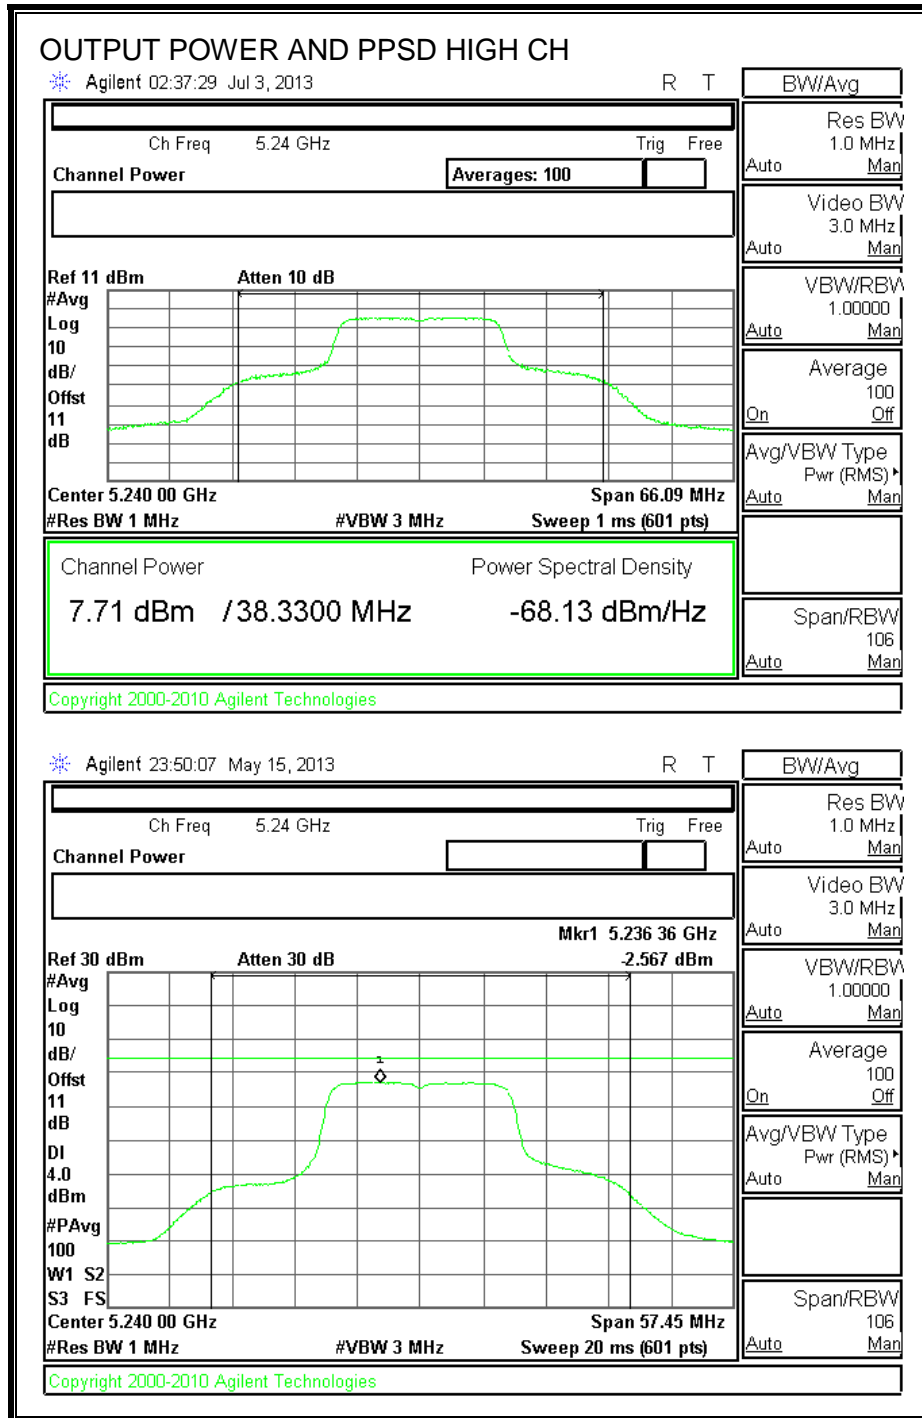 OUTPUT POWER AND PPSD HIGH CH
Agilent 02:37:29 Jul 3, 2013 R T
BW/Avg
Ch Freq 5.24 GHz Trig Free
Channel Power Averages: 100
Res BW
1.0 MHz
Auto Man
Video BW
3.0 MHz
Auto Man
VBW/RBW
1.00000
Auto Man
Average
100
On Off
Avg/VBW Type
Pwr (RMS)
Auto Man
Span/RBW
106
Auto Man
Ref 11 dBm Atten 10 dB
#Avg
Log
10
dB/
Offst
11
dB
Center 5.240 00 GHz Span 66.09 MHz
#Res BW 1 MHz #VBW 3 MHz Sweep 1 ms (601 pts)
Channel Power Power Spectral Density
7.71 dBm /38.3300 MHz -68.13 dBm/Hz
Copyright 2000-2010 Agilent Technologies
Agilent 23:50:07 May 15, 2013 R T
BW/Avg
Ch Freq 5.24 GHz Trig Free
Channel Power
Res BW
1.0 MHz
Auto Man
Video BW
3.0 MHz
Auto Man
VBW/RBW
1.00000
Auto Man
Average
100
On Off
Avg/VBW Type
Pwr (RMS)
Auto Man
Span/RBW
106
Auto Man
Mkr1 5.236 36 GHz
Ref 30 dBm Atten 30 dB -2.567 dBm
#Avg
Log
10
dB/
Offst
11
dB
DI
4.0
dBm
#PAvg
100
W1 S2
S3 FS
1
Center 5.240 00 GHz Span 57.45 MHz
#Res BW 1 MHz #VBW 3 MHz Sweep 20 ms (601 pts)
Copyright 2000-2010 Agilent Technologies